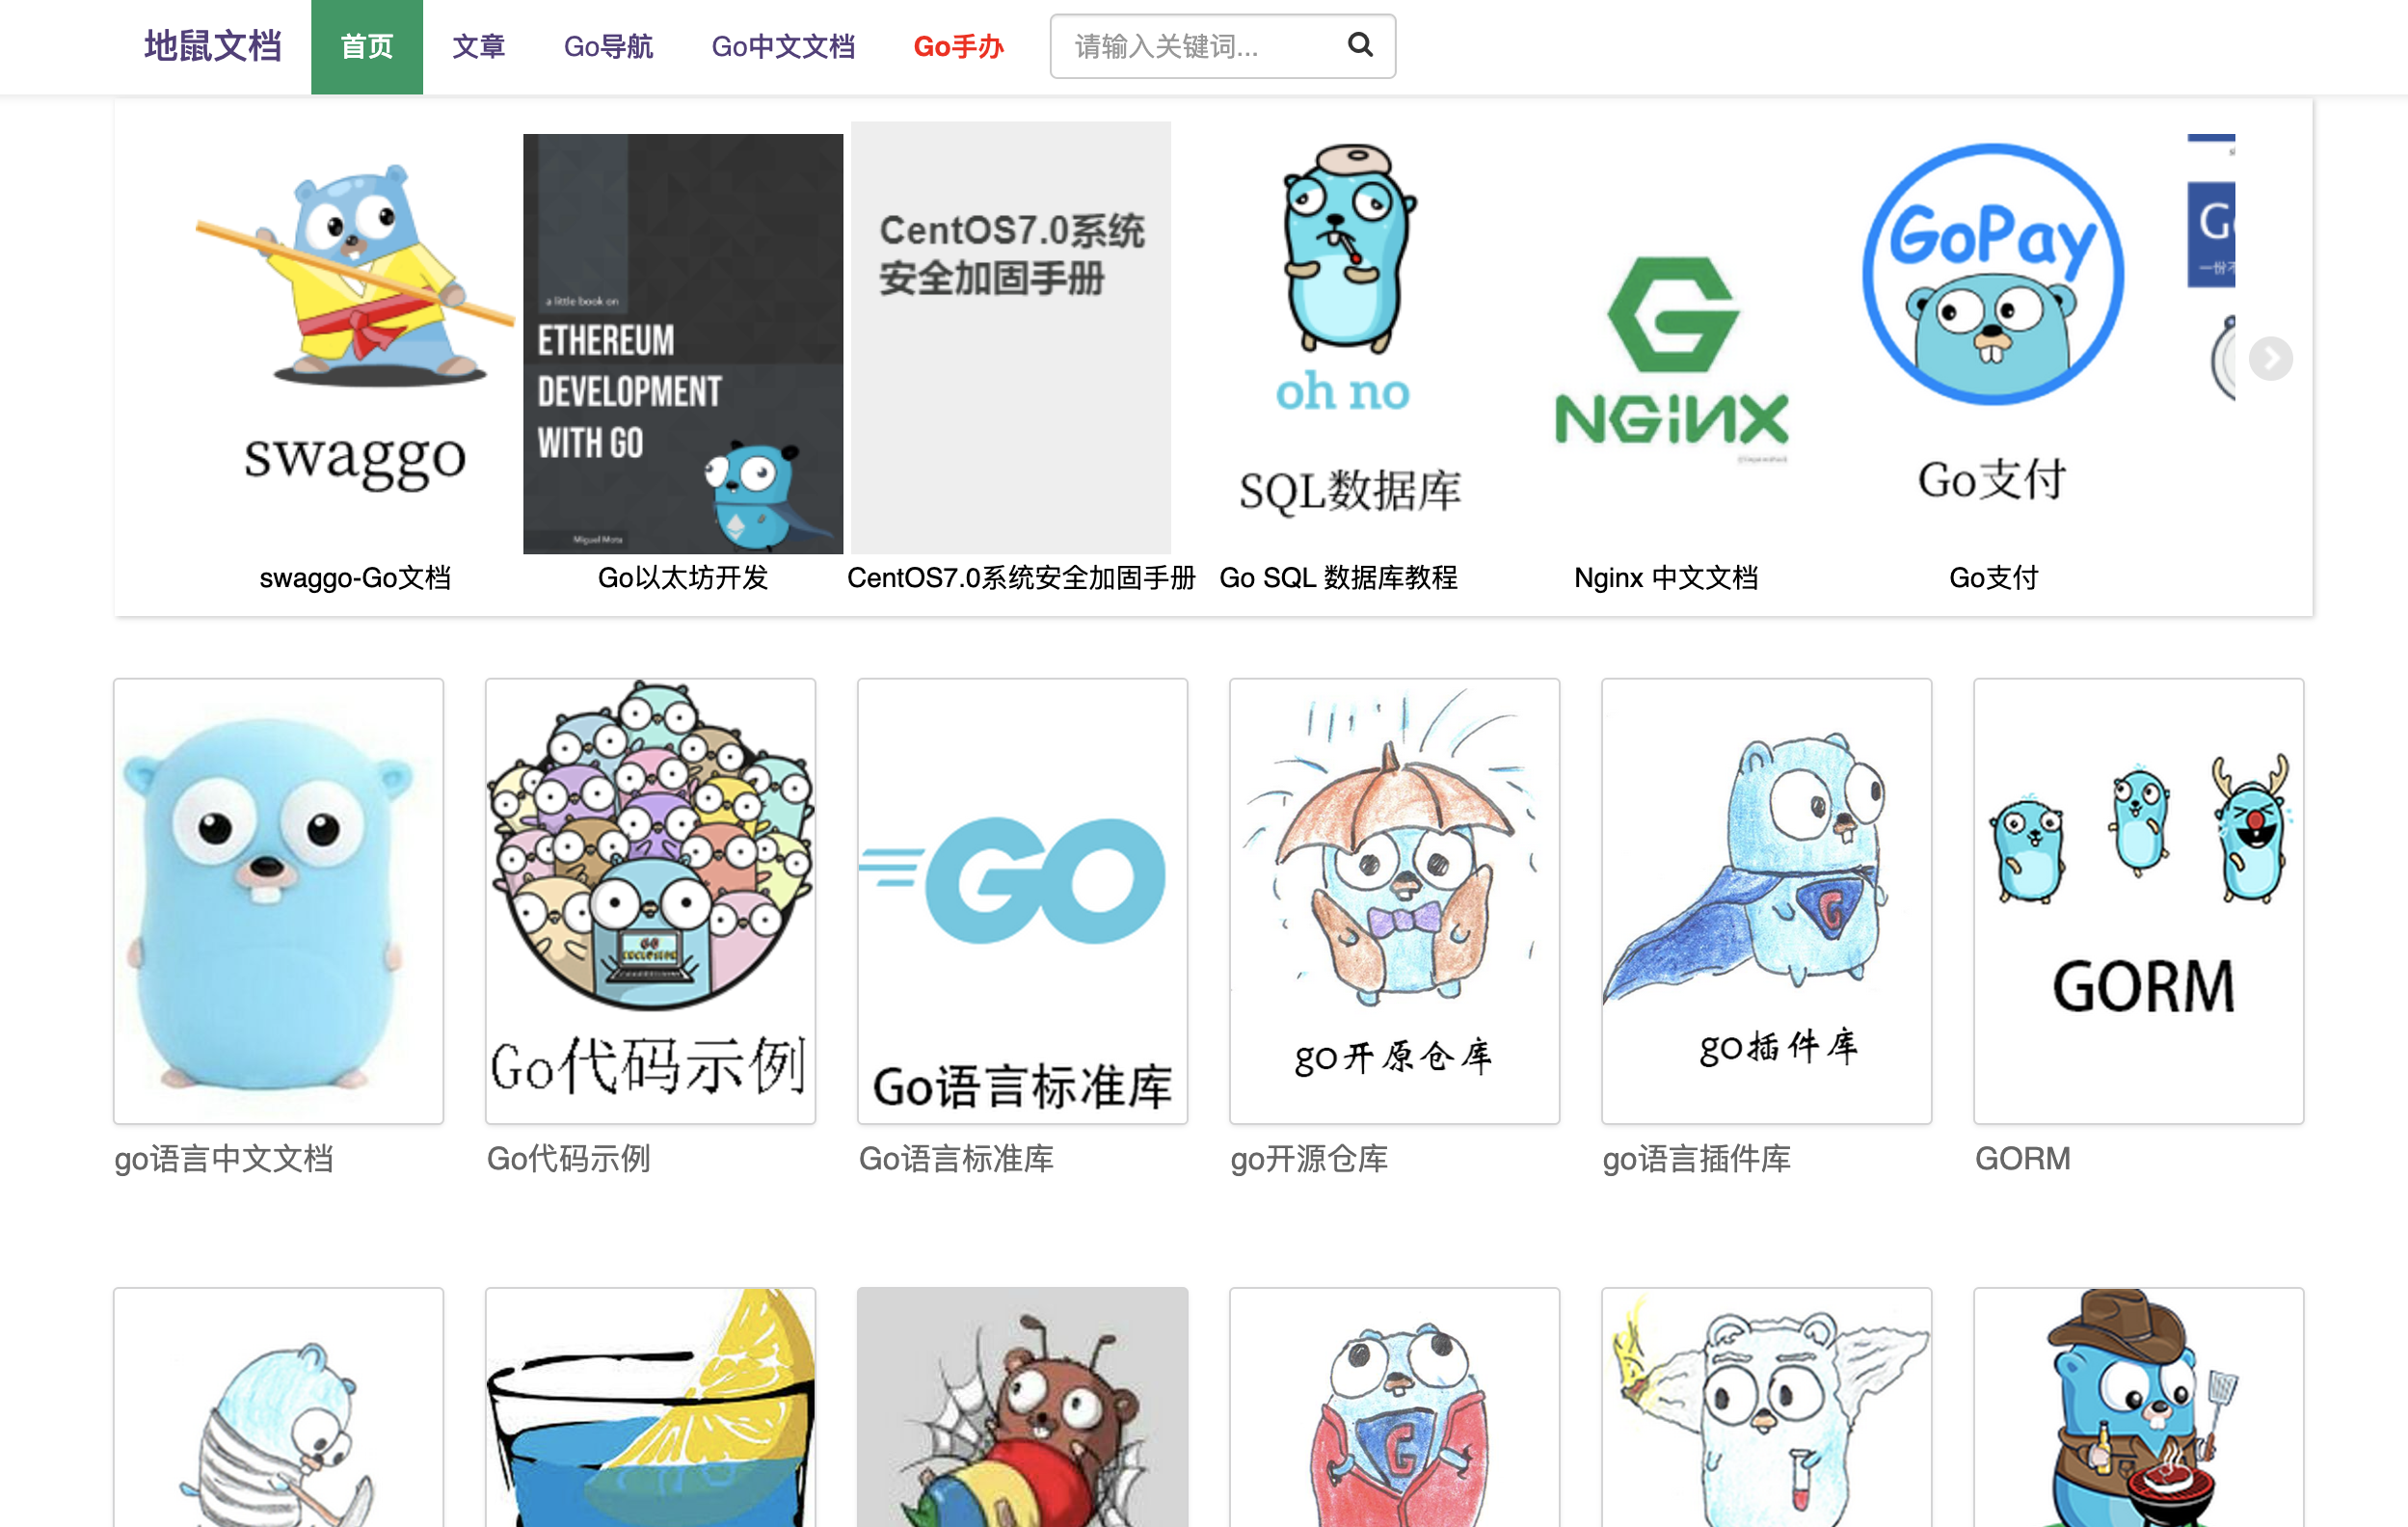 地鼠文档
首页
文章
Go导航
Go中文文档
Go手办
请输入关键词...
swaggo
a little book on
ETHEREUM
DEVELOPMENT
WITH GO
Miguel Mota
CentOS7.0系统
安全加固手册
oh no
SQL数据库
NGiNX
GoPay
Go支付
一份不
swaggo-Go文档
Go以太坊开发
CentOS7.0系统安全加固手册
Go SQL 数据库教程
Nginx 中文文档
Go支付
Go代码示例
GO
Go语言标准库
go开原仓库
G
go插件库
GORM
go语言中文文档
Go代码示例
Go语言标准库
go开源仓库
go语言插件库
GORM
G